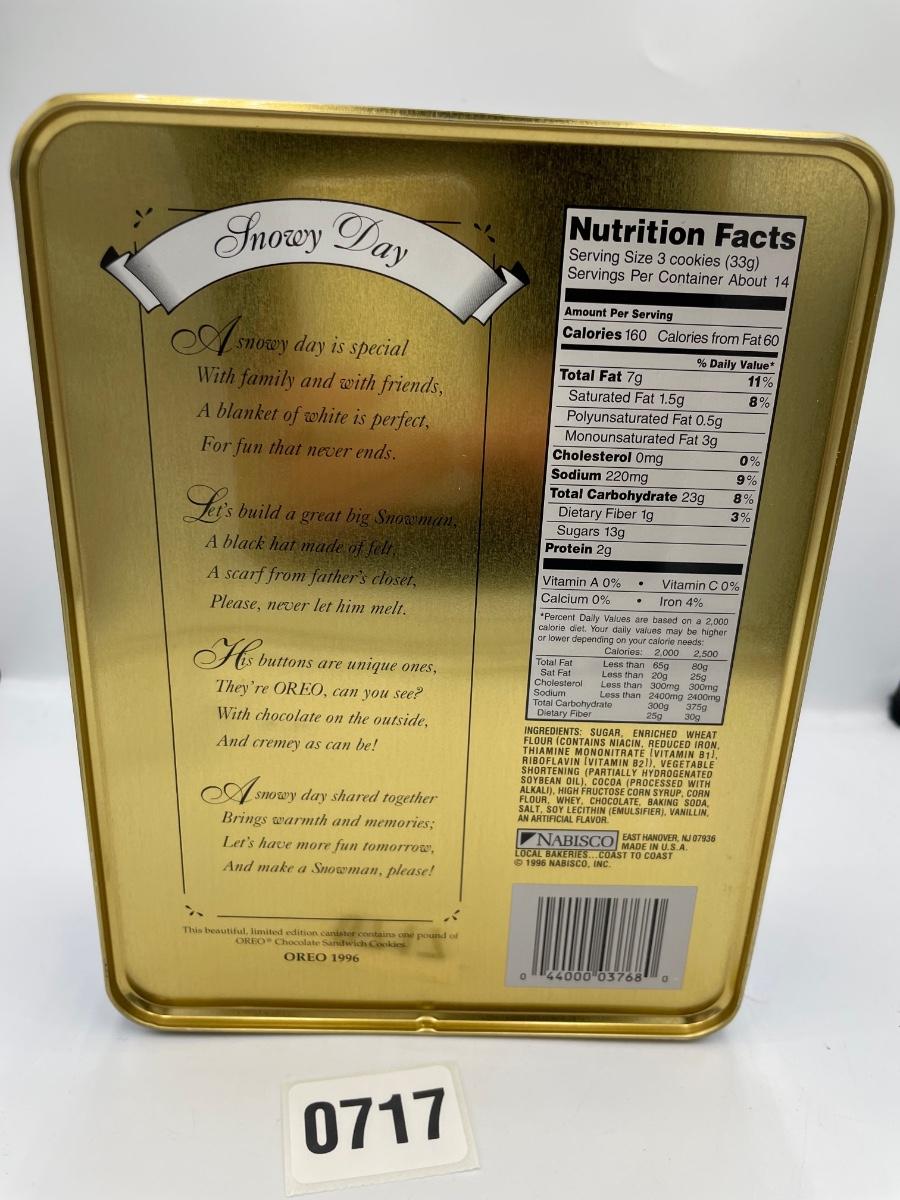 Snowy Day
A snowy day is special
With family and with friends,
A blanket of white is perfect,
For fun that never ends.
Let's build a great big Snowman,
A black hat made of felt,
A scarf from father's closet,
Please, never let him melt.
His buttons are unique ones,
They're OREO, can you see?
With chocolate on the outside,
And cremey as can be!
A snowy day shared together
Brings warmth and memories;
Let's have more fun tomorrow,
And make a Snowman, please!
This beautiful, limited edition canister contains one pound of
OREO® Chocolate Sandwich Cookies.
OREO 1996
Nutrition Facts
Serving Size 3 cookies (33g)
Servings Per Container About 14
Amount Per Serving
Calories 160 Calories from Fat 60
% Daily Value*
Total Fat 7g 11%
Saturated Fat 1.5g 8%
Polyunsaturated Fat 0.5g
Monounsaturated Fat 3g
Cholesterol 0mg 0%
Sodium 220mg 9%
Total Carbohydrate 23g 8%
Dietary Fiber 1g 3%
Sugars 13g
Protein 2g
Vitamin A 0% • Vitamin C 0%
Calcium 0% • Iron 4%
*Percent Daily Values are based on a 2,000
calorie diet. Your daily values may be higher
or lower depending on your calorie needs:
Calories: 2,000 2,500
Total Fat Less than 65g 80g
Sat Fat Less than 20g 25g
Cholesterol Less than 300mg 300mg
Sodium Less than 2400mg 2400mg
Total Carbohydrate 300g 375g
Dietary Fiber 25g 30g
INGREDIENTS: SUGAR, ENRICHED WHEAT
FLOUR (CONTAINS NIACIN, REDUCED IRON,
THIAMINE MONONITRATE [VITAMIN B1],
RIBOFLAVIN [VITAMIN B2]), VEGETABLE
SHORTENING (PARTIALLY HYDROGENATED
SOYBEAN OIL), COCOA (PROCESSED WITH
ALKALI), HIGH FRUCTOSE CORN SYRUP, CORN
FLOUR, WHEY, CHOCOLATE, BAKING SODA,
SALT, SOY LECITHIN (EMULSIFIER), VANILLIN,
AN ARTIFICIAL FLAVOR.
NABISCO EAST HANOVER, NJ 07936
MADE IN U.S.A.
LOCAL BAKERIES...COAST TO COAST
© 1996 NABISCO, INC.
0 44000 03768 0
0717